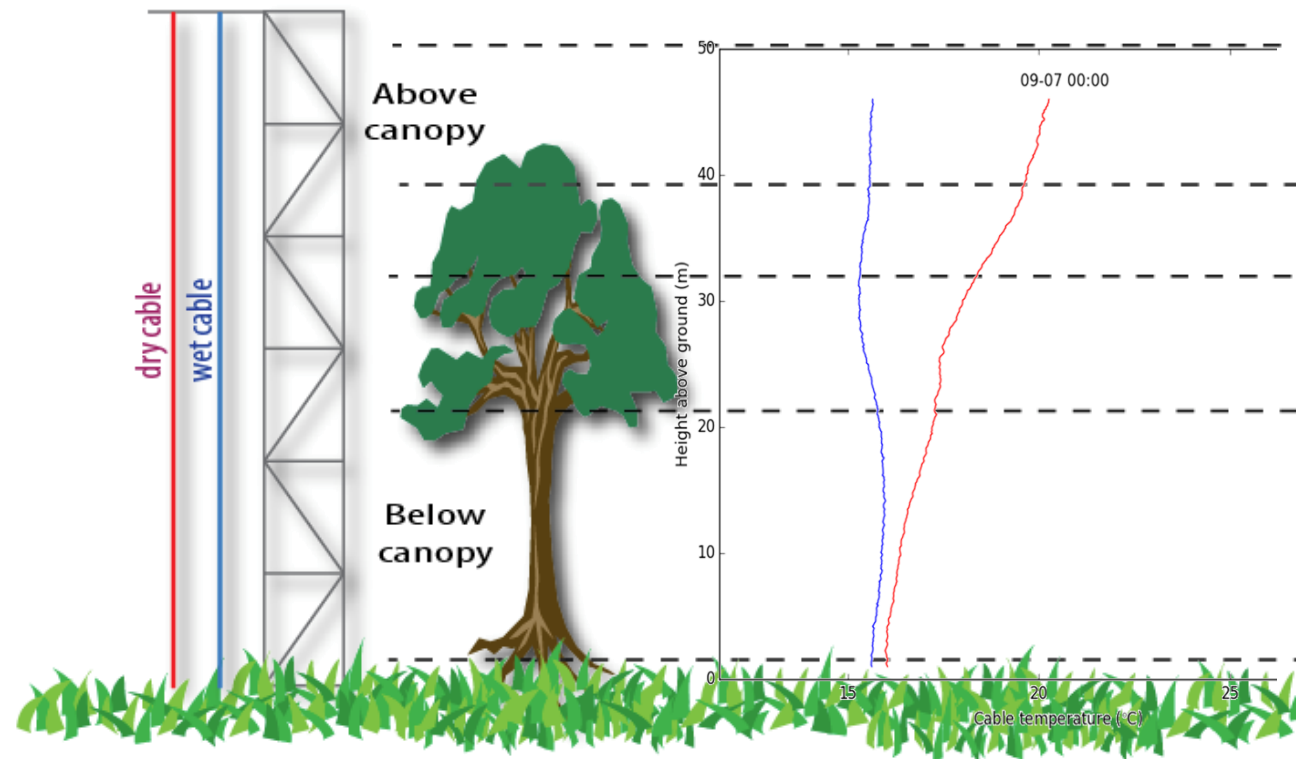 Above
canopy
dry cable
wet cable
Below
canopy
50
40
30
20
10
0
Height above ground (m)
09-07 00:00
15
20
25
Cable temperature (°C)